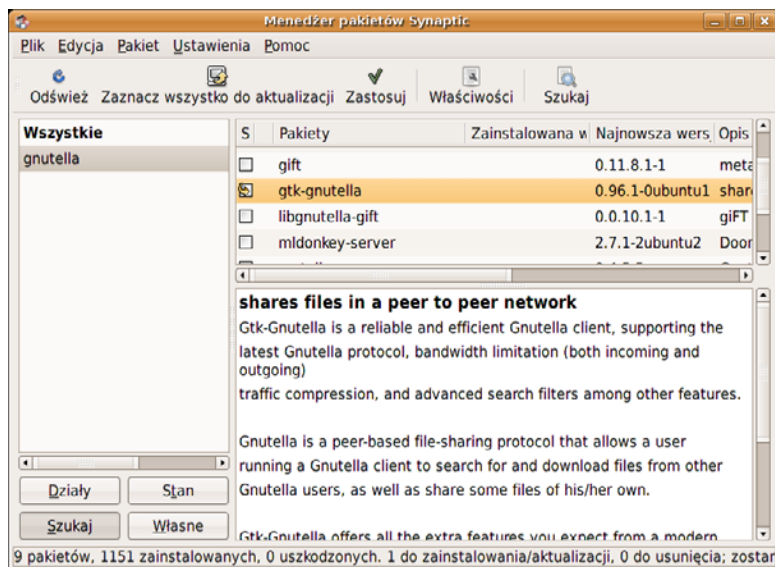 Menedżer pakietów Synaptic
Plik Edycja Pakiet Ustawienia Pomoc
Odśwież Zaznacz wszystko do aktualizacji Zastosuj Właściwości Szukaj
Wszystkie
gnutella
S Pakiety Zainstalowana w Najnowsza wers Opis
gift 0.11.8.1-1 meta
gtk-gnutella 0.96.1-0ubuntu1 shar
libgnutella-gift 0.0.10.1-1 giFT
mldonkey-server 2.7.1-2ubuntu2 Door
shares files in a peer to peer network
Gtk-Gnutella is a reliable and efficient Gnutella client, supporting the
latest Gnutella protocol, bandwidth limitation (both incoming and
outgoing)
traffic compression, and advanced search filters among other features.
Gnutella is a peer-based file-sharing protocol that allows a user
running a Gnutella client to search for and download files from other
Gnutella users, as well as share some files of his/her own.
Gtk-Gnutella offers all the extra features you expect from a modern
Działy Stan
Szukaj Własne
9 pakietów, 1151 zainstalowanych, 0 uszkodzonych. 1 do zainstalowania/aktualizacji, 0 do usunięcia; zostan